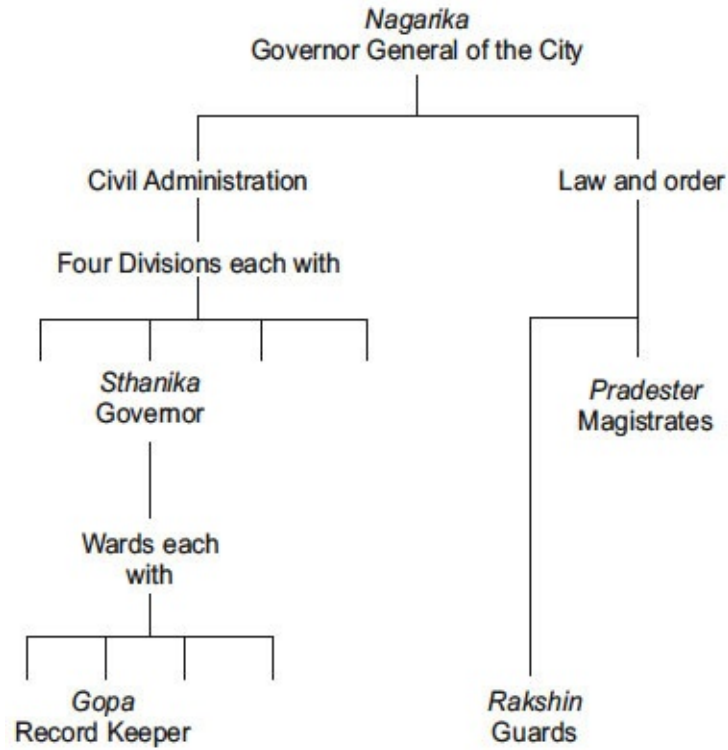 Nagarika
Governor General of the City
Civil Administration
Law and order
Four Divisions each with
Sthanika
Governor
Pradester
Magistrates
Wards each
with
Gopa
Record Keeper
Rakshin
Guards